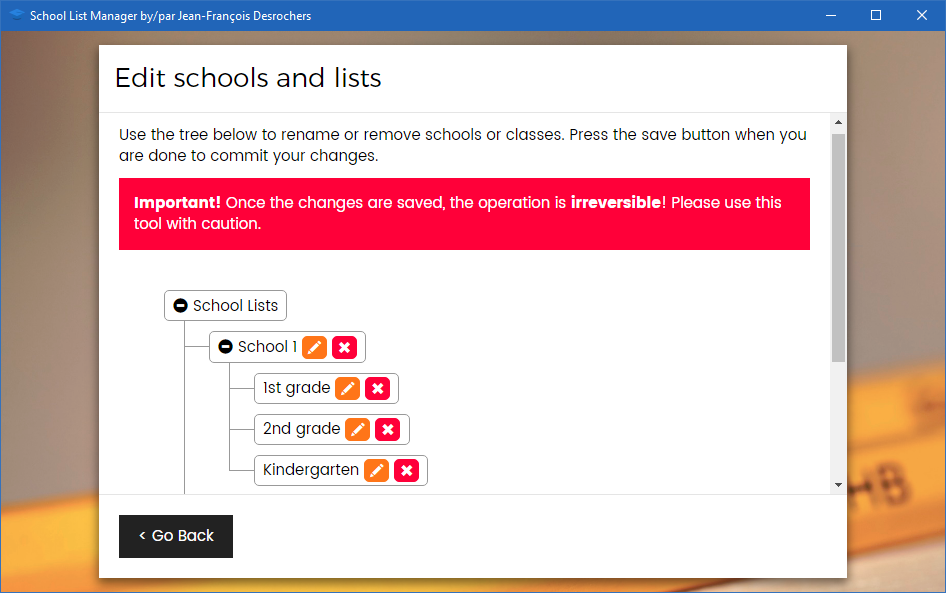 School List Manager by/par Jean-François Desrochers
Edit schools and lists
Use the tree below to rename or remove schools or classes. Press the save button when you
are done to commit your changes.
Important! Once the changes are saved, the operation is irreversible! Please use this
tool with caution.
School Lists
School 1
1st grade
2nd grade
Kindergarten
HB
< Go Back